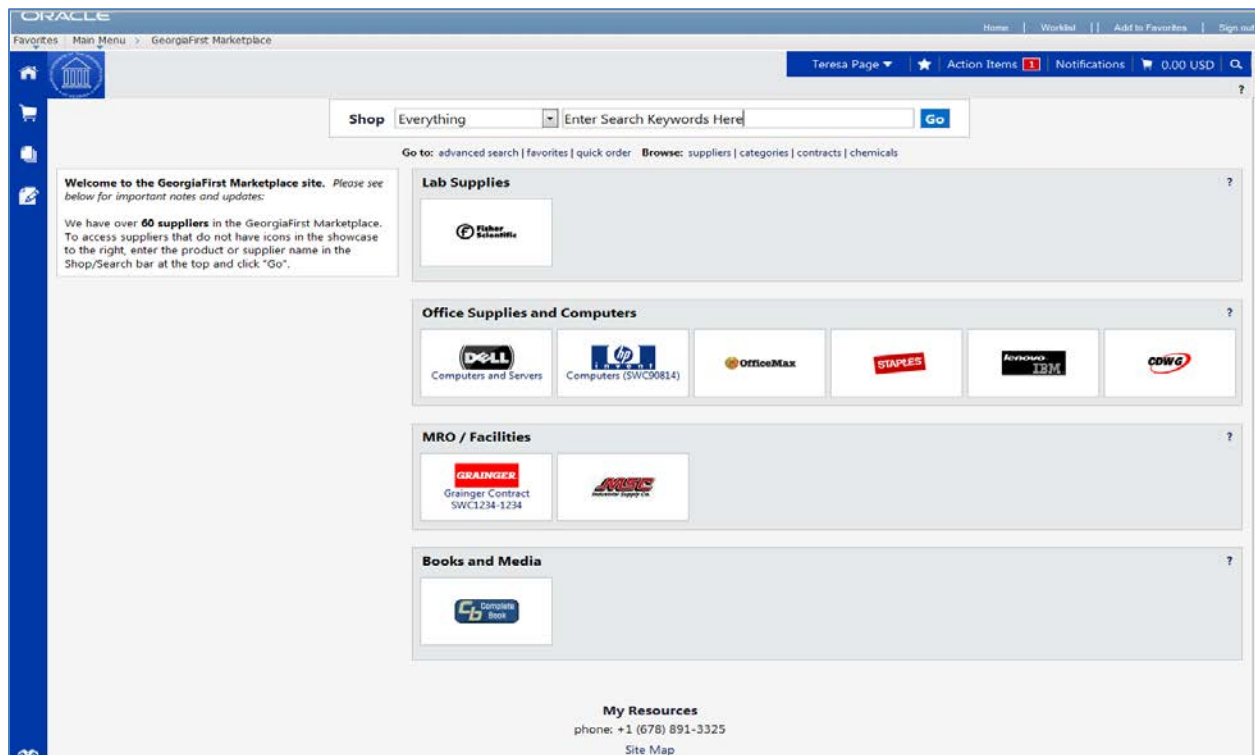 ORACLE
Home | Worklist || Add to Favorites | Sign out
Favorites Main Menu > GeorgiaFirst Marketplace
Teresa Page Action Items 1 Notifications 0.00 USD
?
Shop Everything Enter Search Keywords Here Go
Go to: advanced search | favorites | quick order Browse: suppliers | categories | contracts | chemicals
Welcome to the GeorgiaFirst Marketplace site. Please see
below for important notes and updates:
We have over 60 suppliers in the GeorgiaFirst Marketplace.
To access suppliers that do not have icons in the showcase
to the right, enter the product or supplier name in the
Shop/Search bar at the top and click "Go".
Lab Supplies ?
Fisher
Scientific
Office Supplies and Computers ?
DELL
Computers and Servers
hp
invent
Computers (SWC90814)
OfficeMax
STAPLES
lenovo
IBM
CDWG
MRO / Facilities ?
GRAINGER
Grainger Contract
SWC1234-1234
MSC
Industrial Supply Co.
Books and Media ?
Cb Complete
Book
My Resources
phone: +1 (678) 891-3325
Site Map